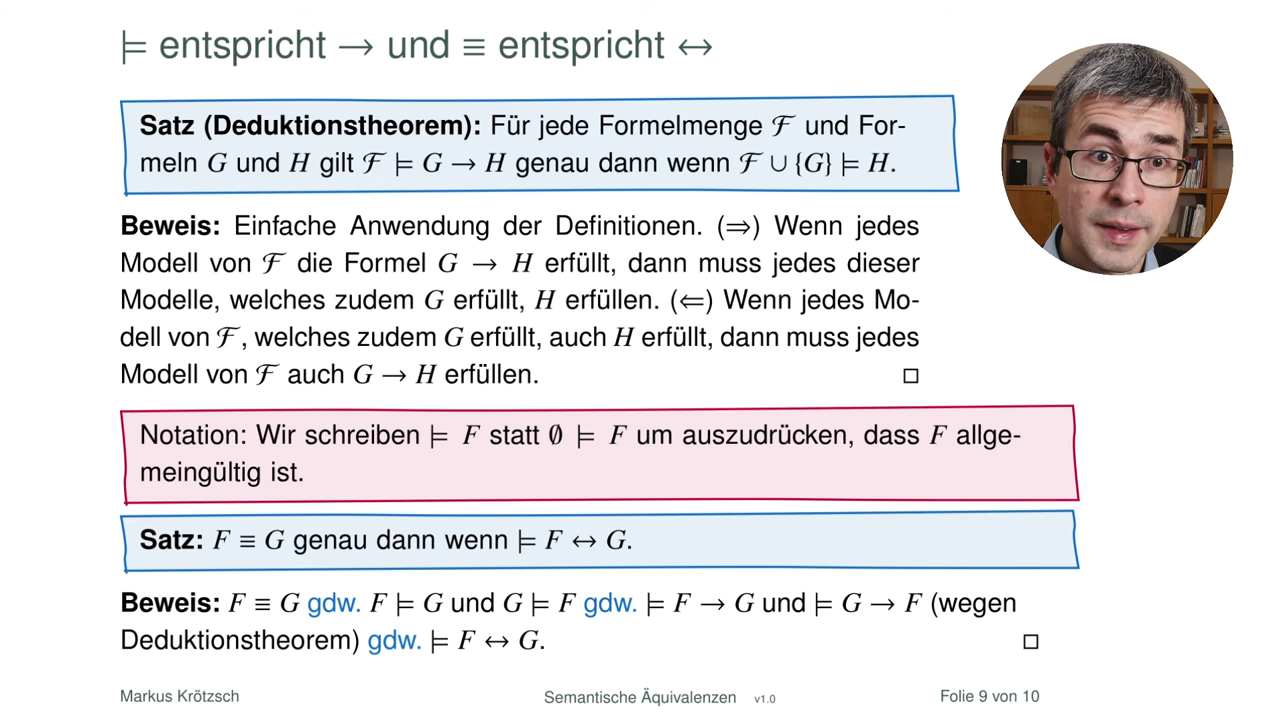 ⊨ entspricht → und ≡ entspricht ↔
Satz (Deduktionstheorem): Für jede Formelmenge ℱ und For-
meln G und H gilt ℱ ⊨ G → H genau dann wenn ℱ ∪ {G} ⊨ H.
Beweis: Einfache Anwendung der Definitionen. (⇒) Wenn jedes
Modell von ℱ die Formel G → H erfüllt, dann muss jedes dieser
Modelle, welches zudem G erfüllt, H erfüllen. (⇐) Wenn jedes Mo-
dell von ℱ, welches zudem G erfüllt, auch H erfüllt, dann muss jedes
Modell von ℱ auch G → H erfüllen. □
Notation: Wir schreiben ⊨ F statt ∅ ⊨ F um auszudrücken, dass F allge-
meingültig ist.
Satz: F ≡ G genau dann wenn ⊨ F ↔ G.
Beweis: F ≡ G gdw. F ⊨ G und G ⊨ F gdw. ⊨ F → G und ⊨ G → F (wegen
Deduktionstheorem) gdw. ⊨ F ↔ G. □
Markus Krötzsch Semantische Äquivalenzen v1.0 Folie 9 von 10